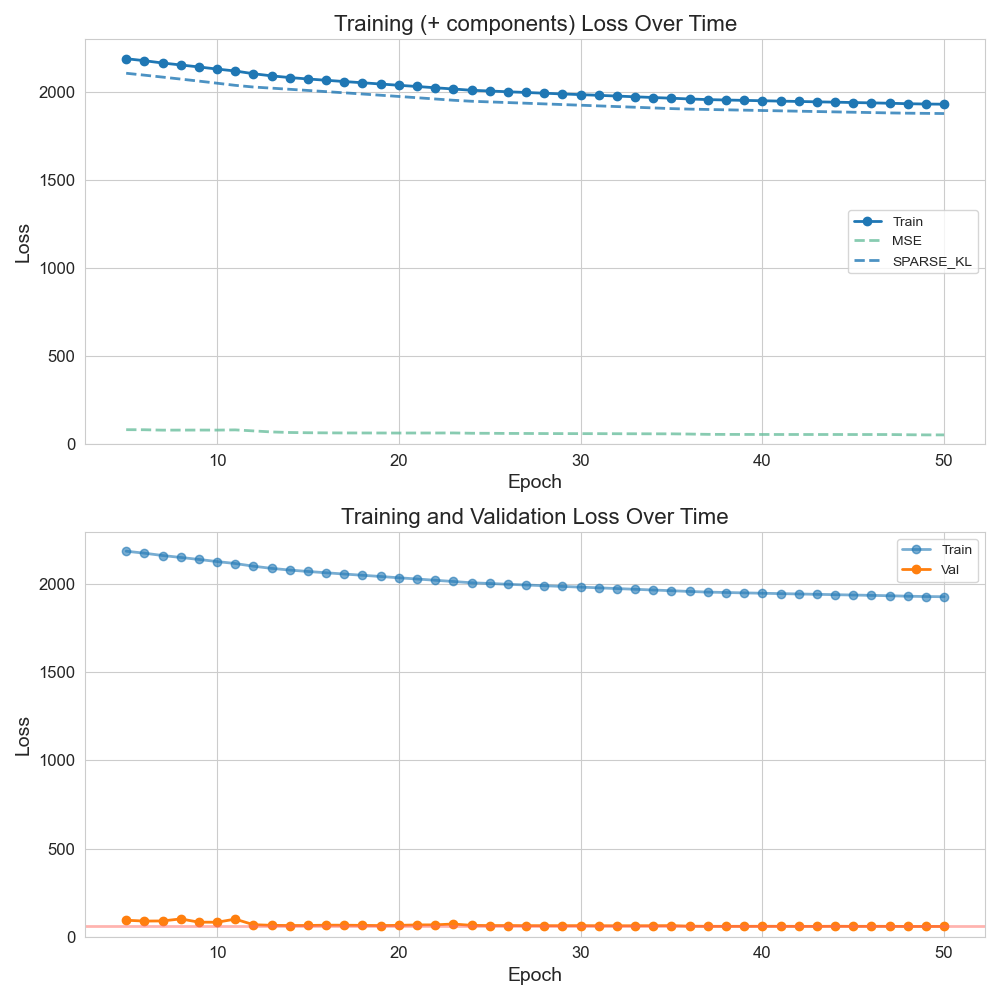 Training (+ components) Loss Over Time
Loss
2000
1500
1000
500
0
Train
MSE
SPARSE_KL
10 20 30 40 50
Epoch
Training and Validation Loss Over Time
Loss
2000
1500
1000
500
0
Train
Val
10 20 30 40 50
Epoch